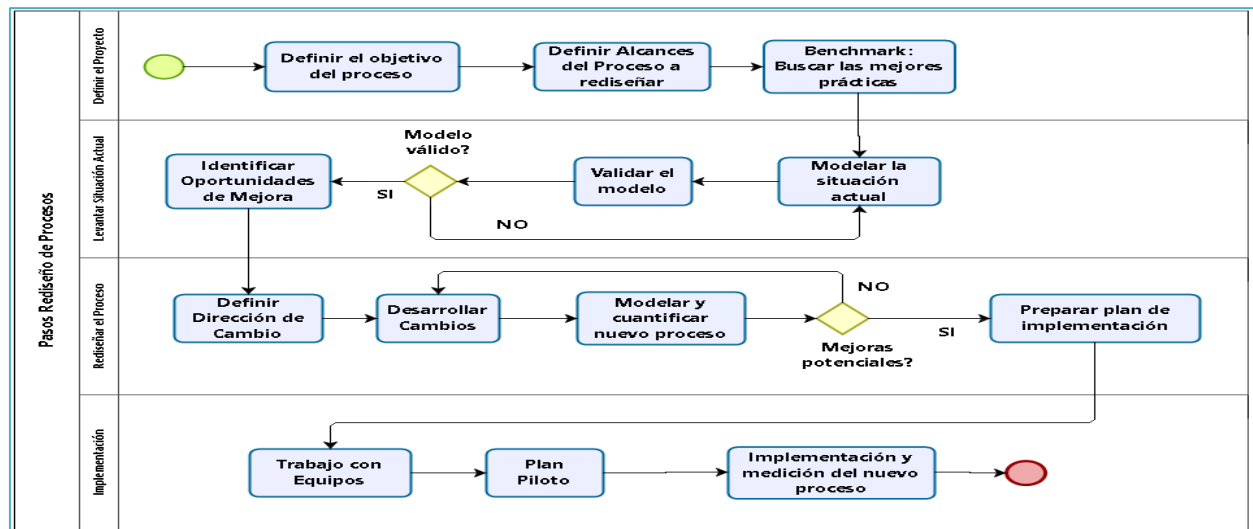 Pasos Rediseño de Procesos
Definir el Proyecto
Definir el objetivo
del proceso
Definir Alcances
del Proceso a
rediseñar
Benchmark:
Buscar las mejores
prácticas
Levantar Situación Actual
Identificar
Oportunidades
de Mejora
SI
Modelo
válido?
NO
Validar el
modelo
Modelar la
situación
actual
Rediseñar el Proceso
Definir
Dirección de
Cambio
Desarrollar
Cambios
Modelar y
cuantificar
nuevo proceso
NO
Mejoras
potenciales?
SI
Preparar plan de
implementación
Implementación
Trabajo con
Equipos
Plan
Piloto
Implementación y
medición del nuevo
proceso